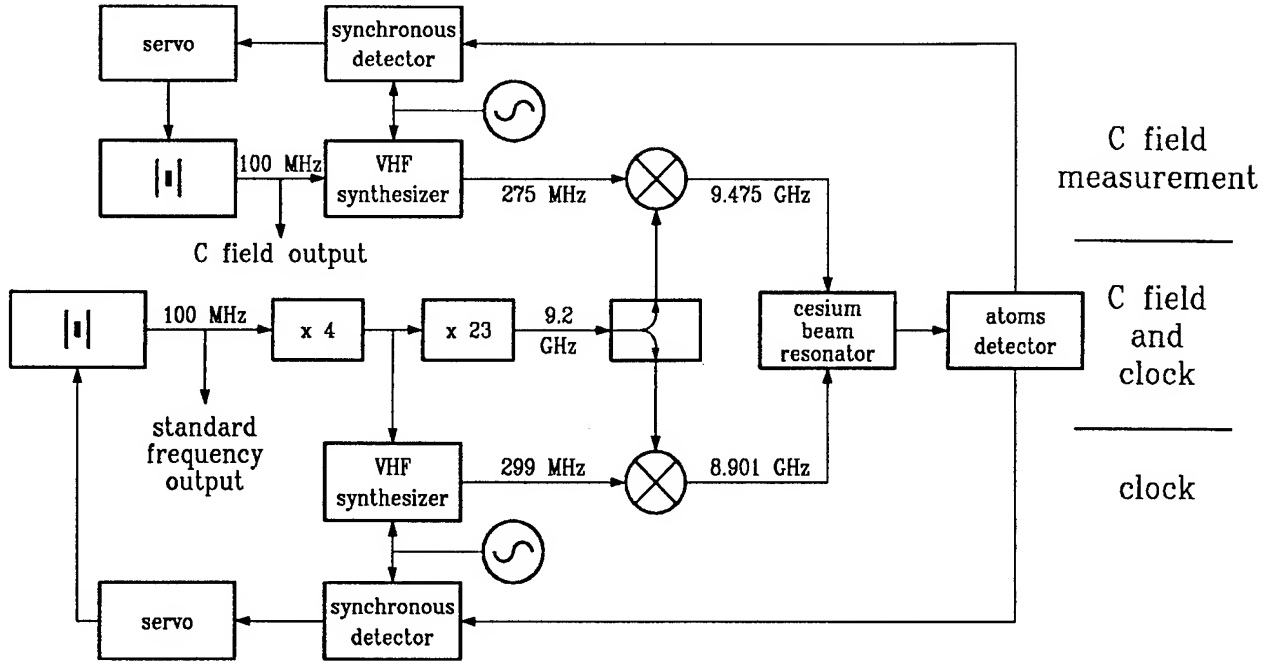 servo
synchronous
detector
100 MHz
VHF
synthesizer
275 MHz
9.475 GHz
C field output
C field
measurement
100 MHz
x 4
x 23
9.2
GHz
cesium
beam
resonator
atoms
detector
C field
and
clock
standard
frequency
output
VHF
synthesizer
299 MHz
8.901 GHz
clock
servo
synchronous
detector